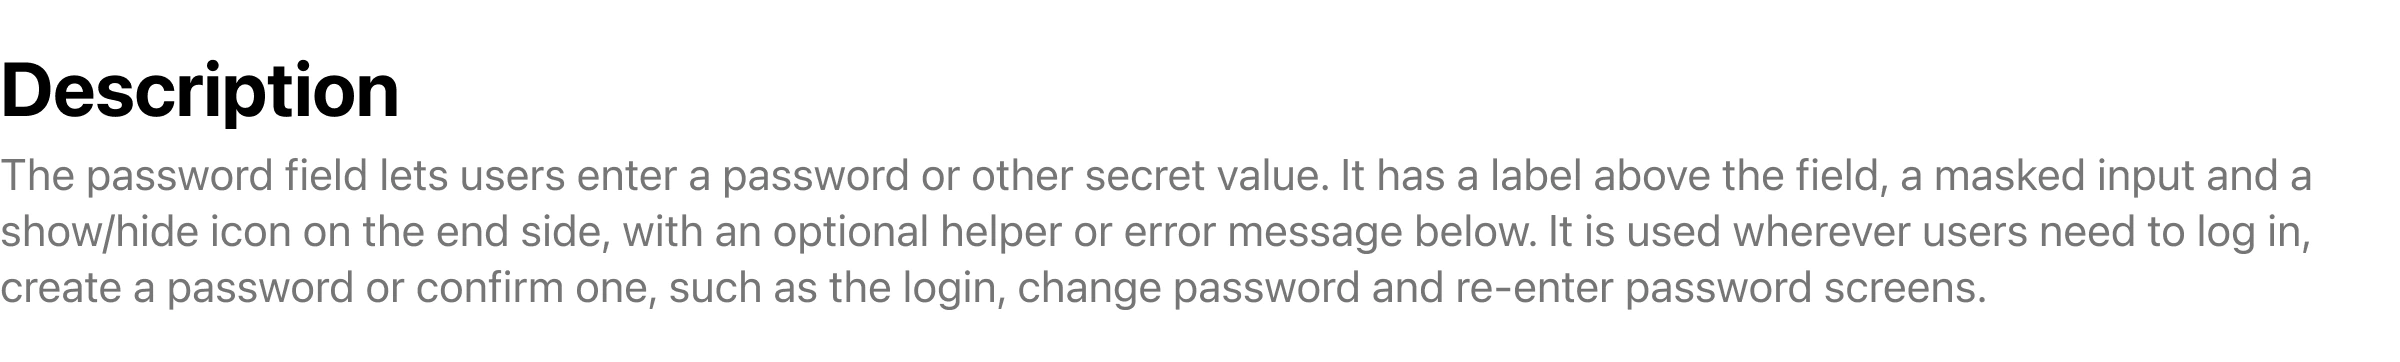 Description
The password field lets users enter a password or other secret value. It has a label above the field, a masked input and a
show/hide icon on the end side, with an optional helper or error message below. It is used wherever users need to log in,
create a password or confirm one, such as the login, change password and re-enter password screens.